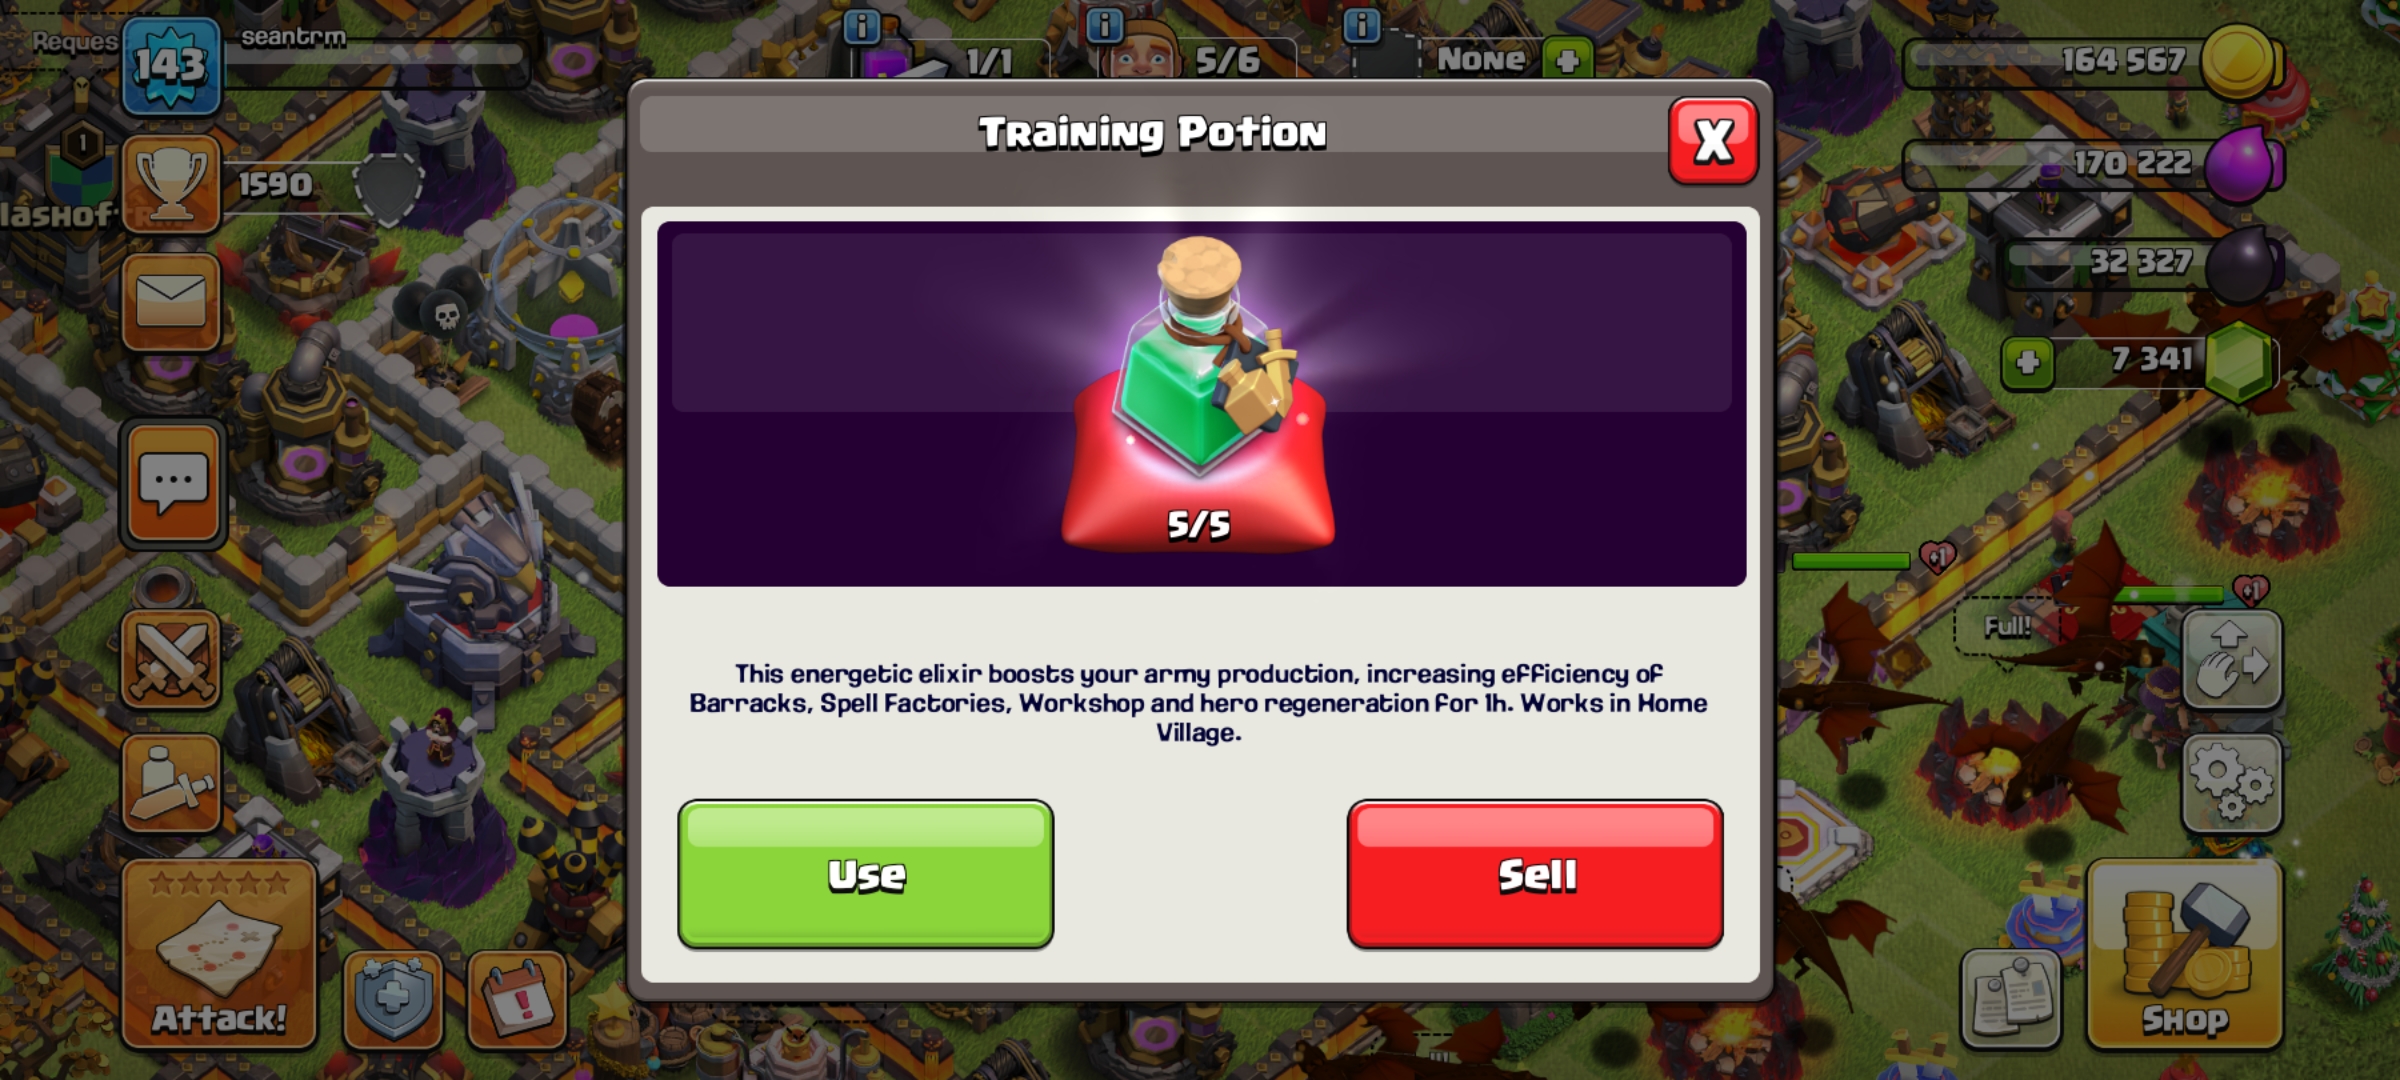 Reques
143
seantrm
1/1
5/6
None
164 567
1
1590
lashof
170 222
32 327
7 341
Training Potion
X
5/5
+1
+1
Full!
This energetic elixir boosts your army production, increasing efficiency of
Barracks, Spell Factories, Workshop and hero regeneration for 1h. Works in Home
Village.
Use
Sell
Attack!
Shop